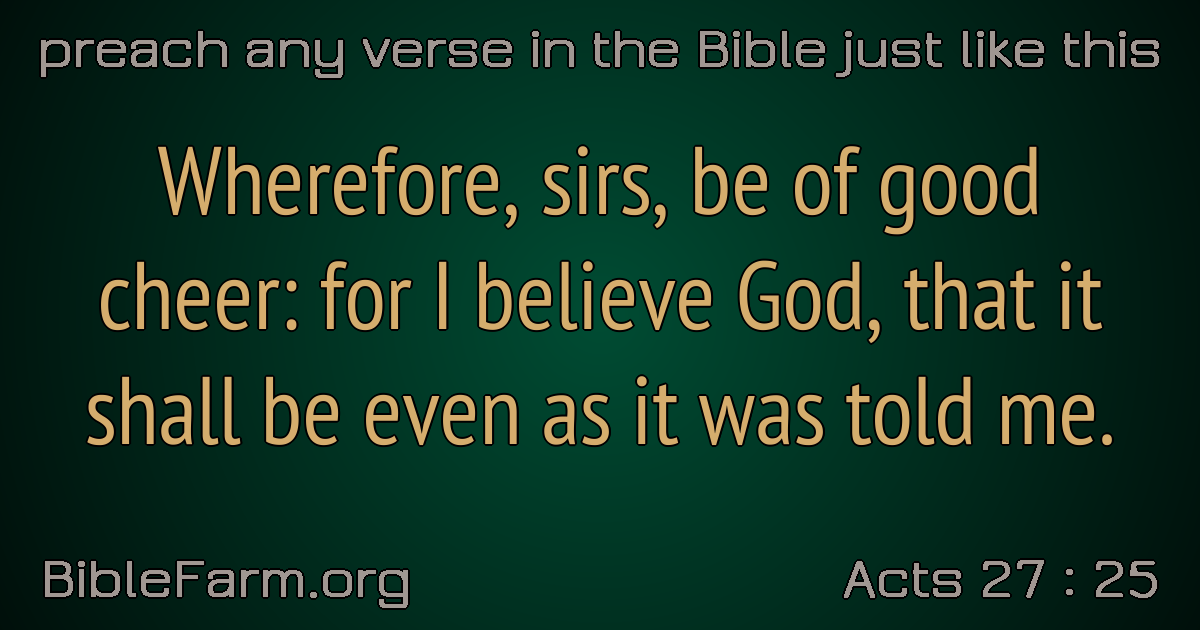 preach any verse in the Bible just like this
Wherefore, sirs, be of good
cheer: for I believe God, that it
shall be even as it was told me.
BibleFarm.org
Acts 27 : 25